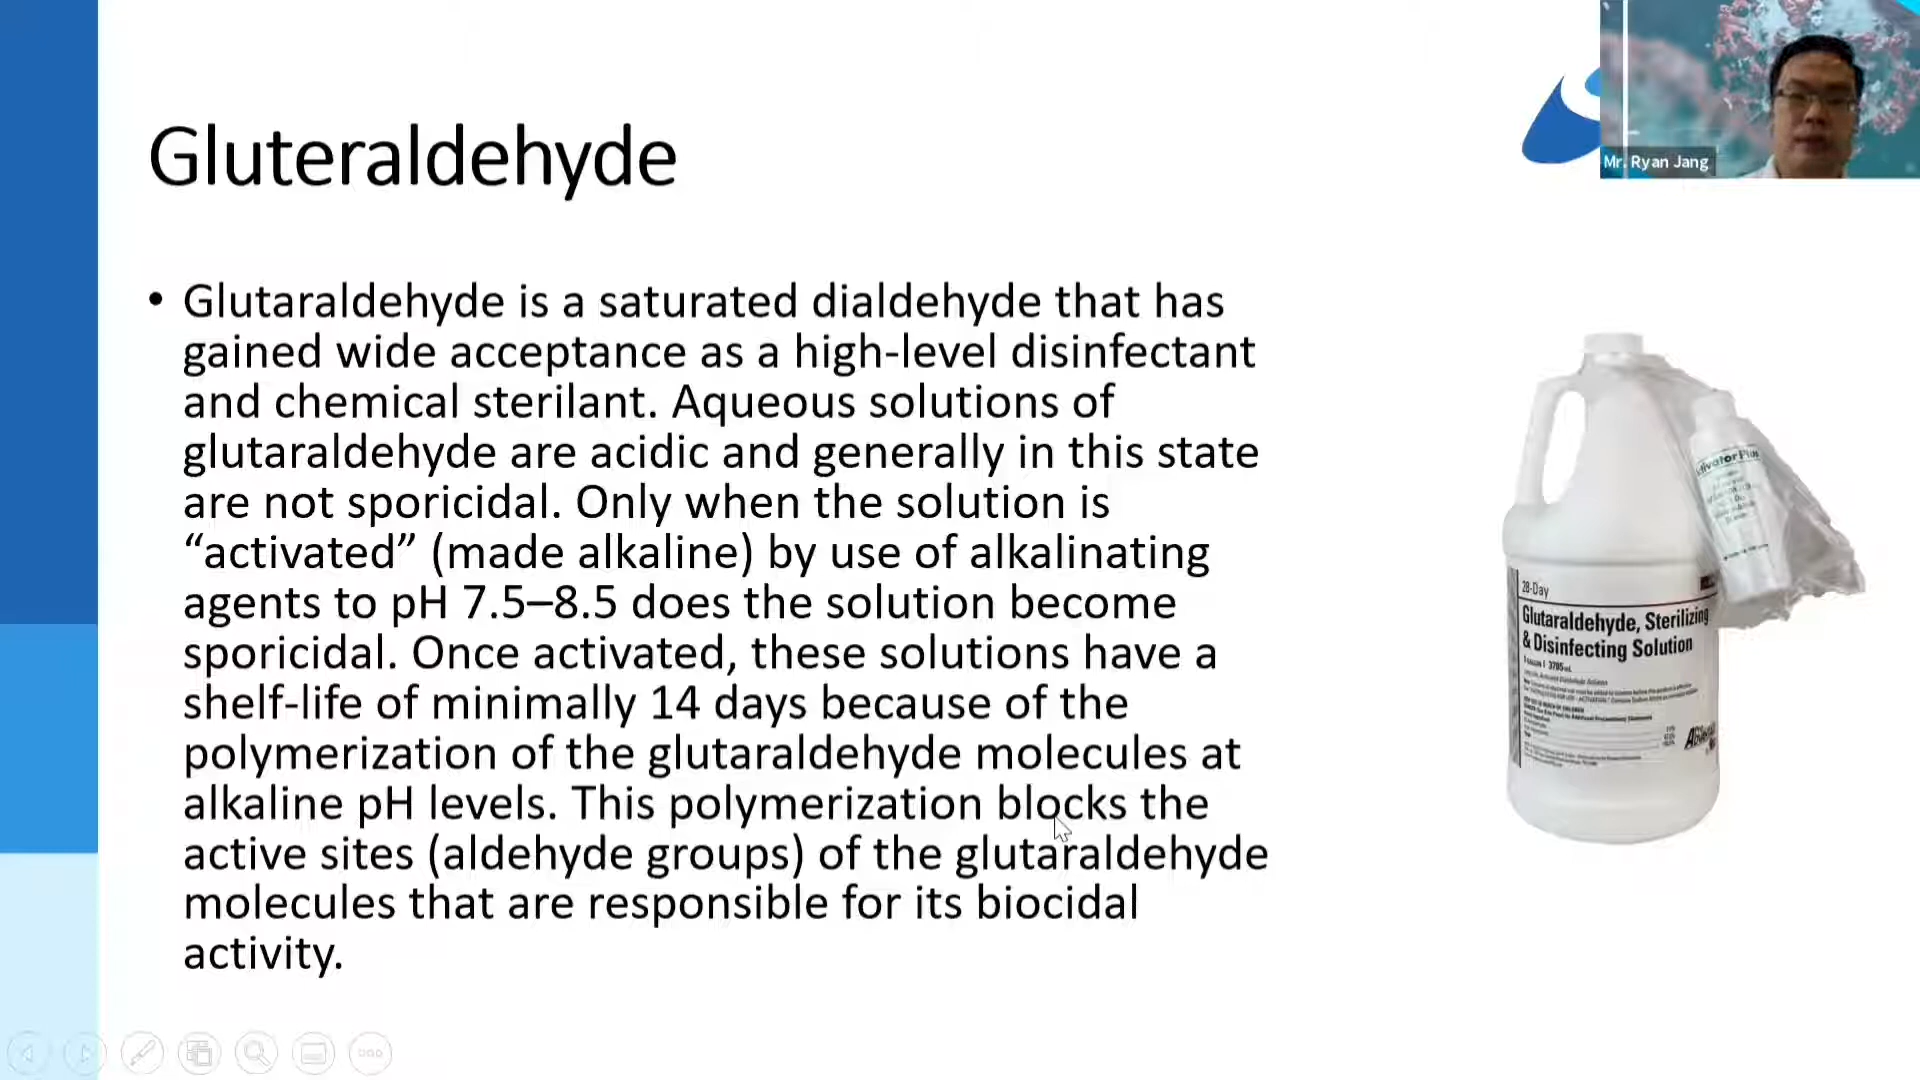 Gluteraldehyde
Mr. Ryan Jang
• Glutaraldehyde is a saturated dialdehyde that has
gained wide acceptance as a high-level disinfectant
and chemical sterilant. Aqueous solutions of
glutaraldehyde are acidic and generally in this state
are not sporicidal. Only when the solution is
“activated” (made alkaline) by use of alkalinating
agents to pH 7.5–8.5 does the solution become
sporicidal. Once activated, these solutions have a
shelf-life of minimally 14 days because of the
polymerization of the glutaraldehyde molecules at
alkaline pH levels. This polymerization blocks the
active sites (aldehyde groups) of the glutaraldehyde
molecules that are responsible for its biocidal
activity.
28-Day
Glutaraldehyde, Sterilizing
& Disinfecting Solution